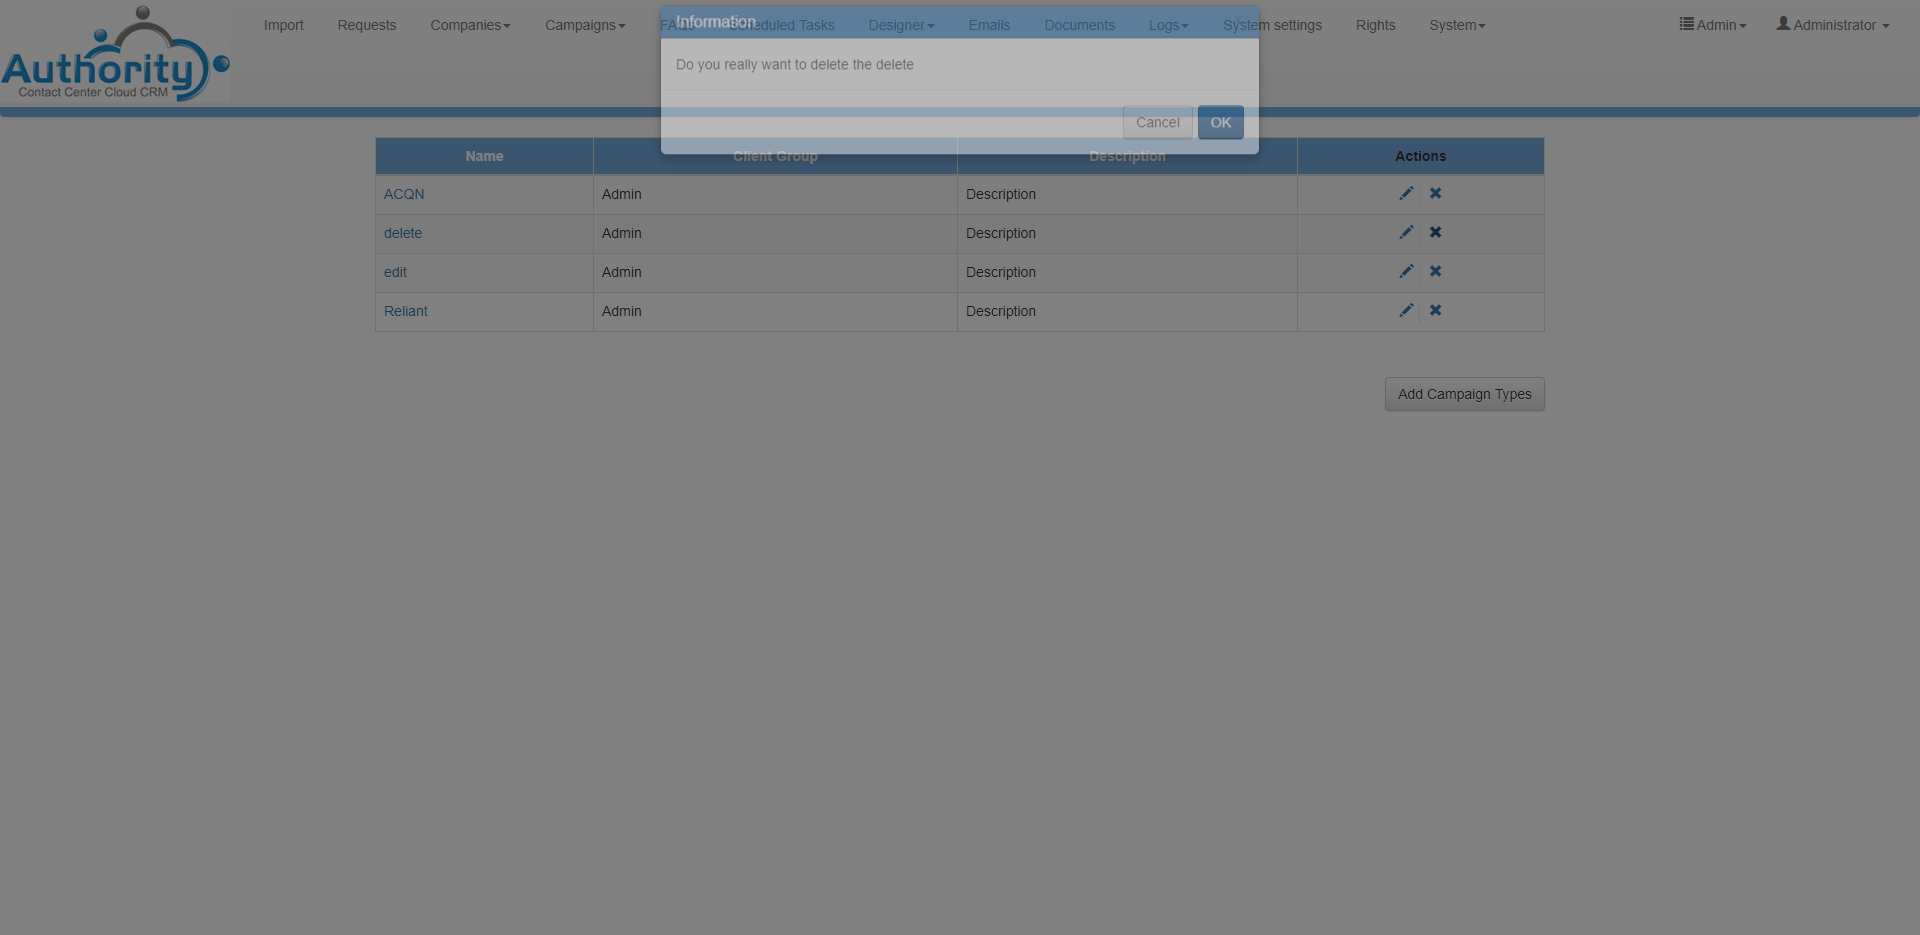 Authority
Contact Center Cloud CRM
Import Requests Companies Campaigns FAQs Scheduled Tasks Designer Emails Documents Logs System settings Rights System Admin Administrator
Information
Do you really want to delete the delete
Cancel OK
Name Client Group Description Actions
ACQN Admin Description
delete Admin Description
edit Admin Description
Reliant Admin Description
Add Campaign Types